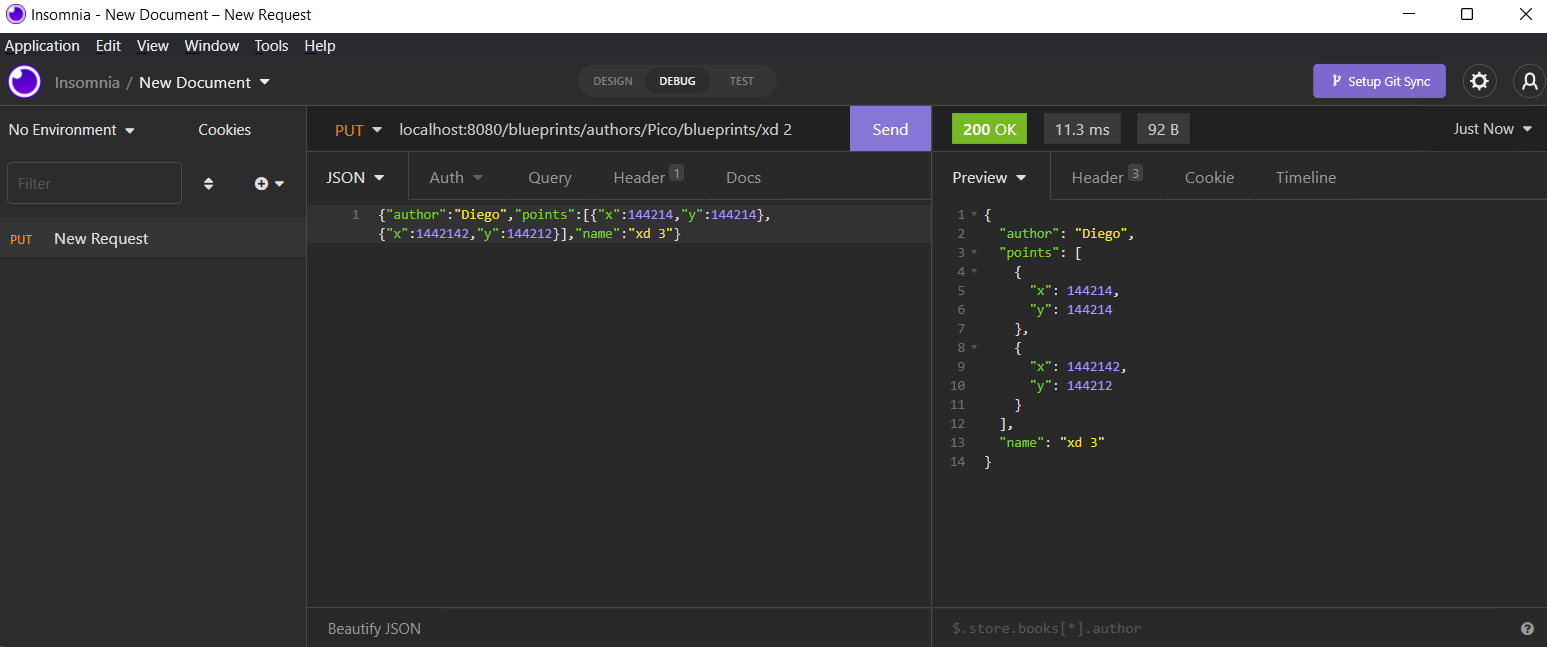 Insomnia - New Document – New Request
Application Edit View Window Tools Help
Insomnia / New Document DESIGN DEBUG TEST Setup Git Sync
No Environment Cookies PUT localhost:8080/blueprints/authors/Pico/blueprints/xd 2 Send 200 OK 11.3 ms 92 B Just Now
Filter JSON Auth Query Header 1 Docs Preview Header 3 Cookie Timeline
PUT New Request
1 {"author":"Diego","points":[{"x":144214,"y":144214},
{"x":1442142,"y":144212}],"name":"xd 3"}
1 {
2 "author": "Diego",
3 "points": [
4 {
5 "x": 144214,
6 "y": 144214
7 },
8 {
9 "x": 1442142,
10 "y": 144212
11 }
12 ],
13 "name": "xd 3"
14 }
Beautify JSON $.store.books[*].author ?